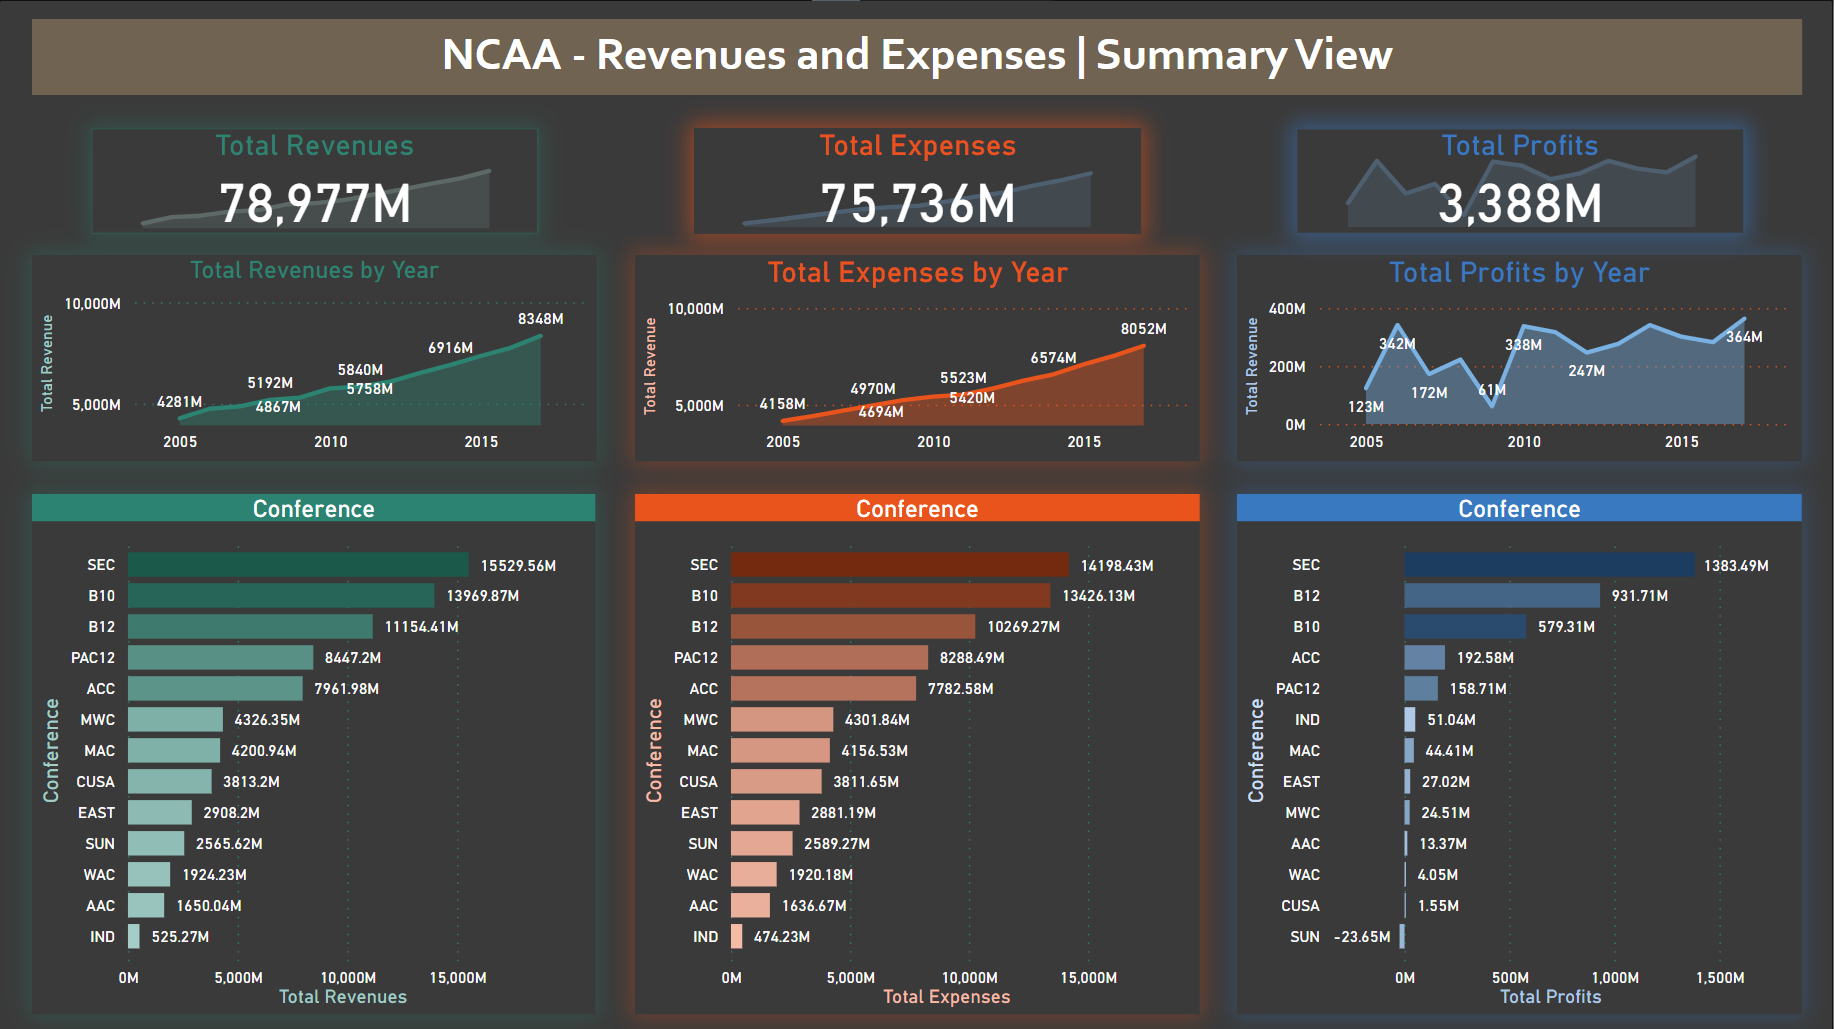 NCAA - Revenues and Expenses | Summary View
Total Revenues
78,977M
Total Expenses
75,736M
Total Profits
3,388M
Total Revenues by Year
Total Revenue
10,000M
5,000M
4281M
5192M
4867M
5840M
5758M
6916M
8348M
2005
2010
2015
Total Expenses by Year
Total Revenue
10,000M
5,000M
4158M
4970M
4694M
5523M
5420M
6574M
8052M
2005
2010
2015
Total Profits by Year
Total Revenue
400M
200M
0M
123M
342M
172M
61M
338M
247M
364M
2005
2010
2015
Conference
Conference
SEC 15529.56M
B10 13969.87M
B12 11154.41M
PAC12 8447.2M
ACC 7961.98M
MWC 4326.35M
MAC 4200.94M
CUSA 3813.2M
EAST 2908.2M
SUN 2565.62M
WAC 1924.23M
AAC 1650.04M
IND 525.27M
0M 5,000M 10,000M 15,000M
Total Revenues
Conference
Conference
SEC 14198.43M
B10 13426.13M
B12 10269.27M
PAC12 8288.49M
ACC 7782.58M
MWC 4301.84M
MAC 4156.53M
CUSA 3811.65M
EAST 2881.19M
SUN 2589.27M
WAC 1920.18M
AAC 1636.67M
IND 474.23M
0M 5,000M 10,000M 15,000M
Total Expenses
Conference
Conference
SEC 1383.49M
B12 931.71M
B10 579.31M
ACC 192.58M
PAC12 158.71M
IND 51.04M
MAC 44.41M
EAST 27.02M
MWC 24.51M
AAC 13.37M
WAC 4.05M
CUSA 1.55M
SUN -23.65M
0M 500M 1,000M 1,500M
Total Profits